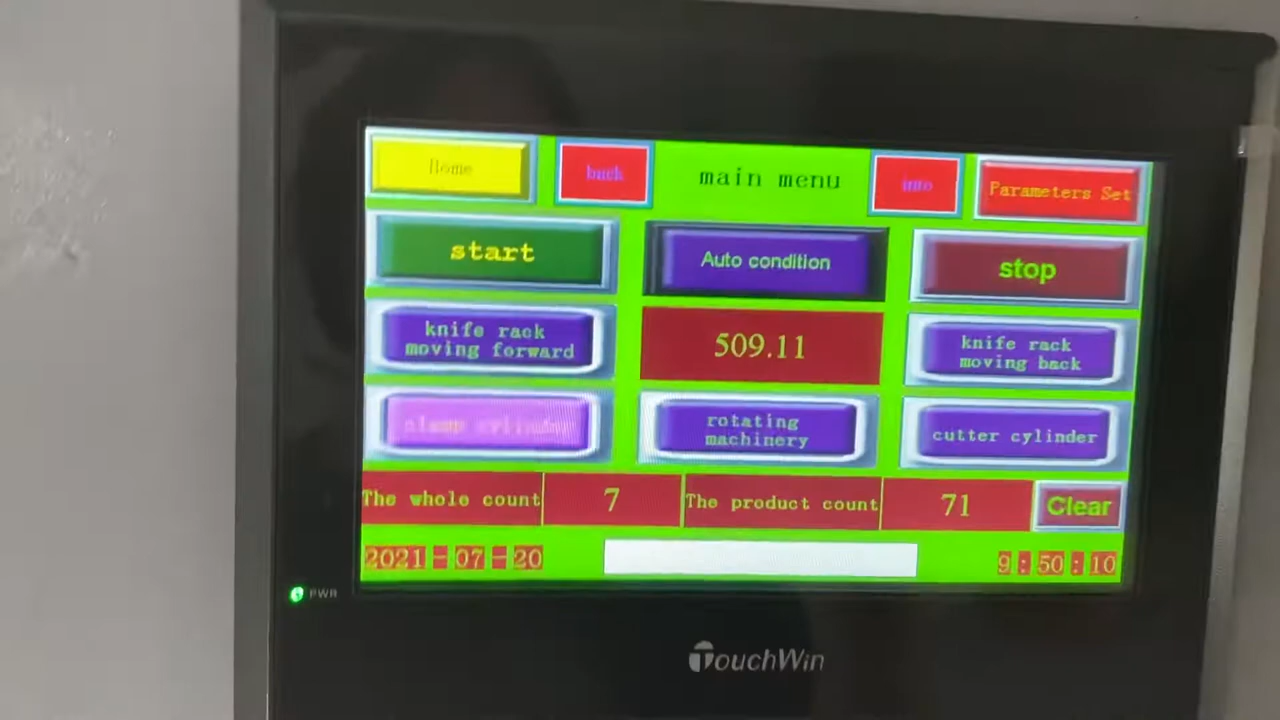 Home
back
main menu
into
Parameters Set
start
Auto condition
stop
knife rack
moving forward
509.11
knife rack
moving back
clamp cylinder
rotating
machinery
cutter cylinder
The whole count
7
The product count
71
Clear
2021-07-20
9:50:10
PWR
TouchWin